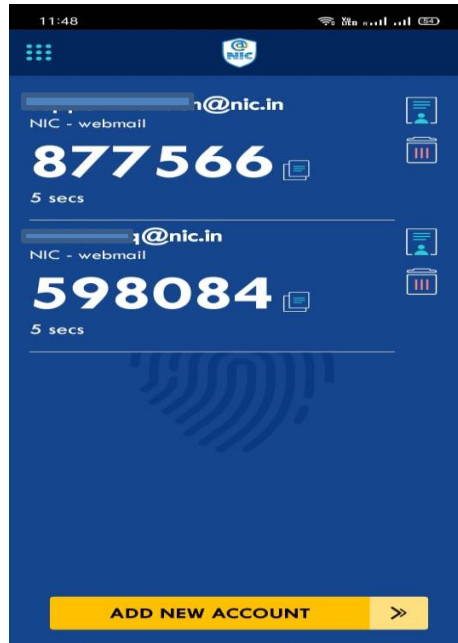 11:48
54
@
NIC
n@nic.in
NIC - webmail
877566
5 secs
q@nic.in
NIC - webmail
598084
5 secs
ADD NEW ACCOUNT